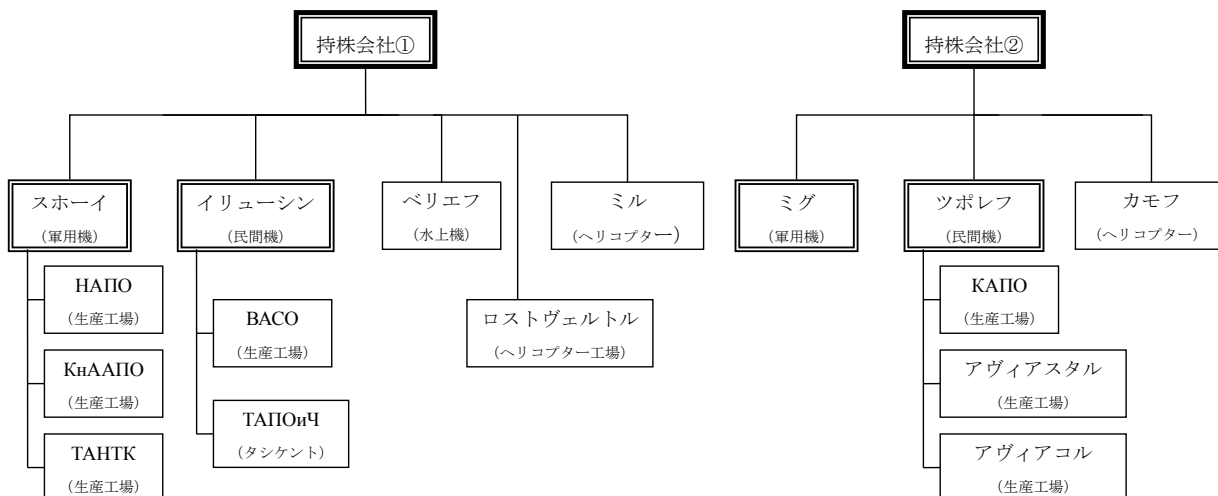 持株会社①
持株会社②
スホーイ
(軍用機)
イリューシン
(民間機)
ベリエフ
(水上機)
ミル
(ヘリコプター)
ミグ
(軍用機)
ツポレフ
(民間機)
カモフ
(ヘリコプター)
НАПО
(生産工場)
КнААПО
(生産工場)
ТАНТК
(生産工場)
ВАСО
(生産工場)
ТАПОиЧ
(タシケント)
ロストヴェルトル
(ヘリコプター工場)
КАПО
(生産工場)
アヴィアスタル
(生産工場)
アヴィアコル
(生産工場)